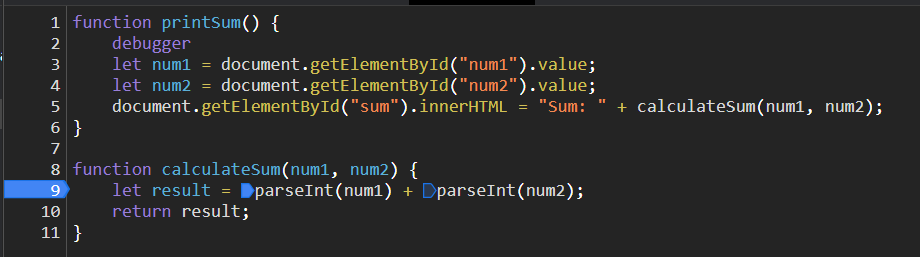 1 function printSum() {
2     debugger
3     let num1 = document.getElementById("num1").value;
4     let num2 = document.getElementById("num2").value;
5     document.getElementById("sum").innerHTML = "Sum: " + calculateSum(num1, num2);
6 }
7
8 function calculateSum(num1, num2) {
9     let result = parseInt(num1) + parseInt(num2);
10     return result;
11 }